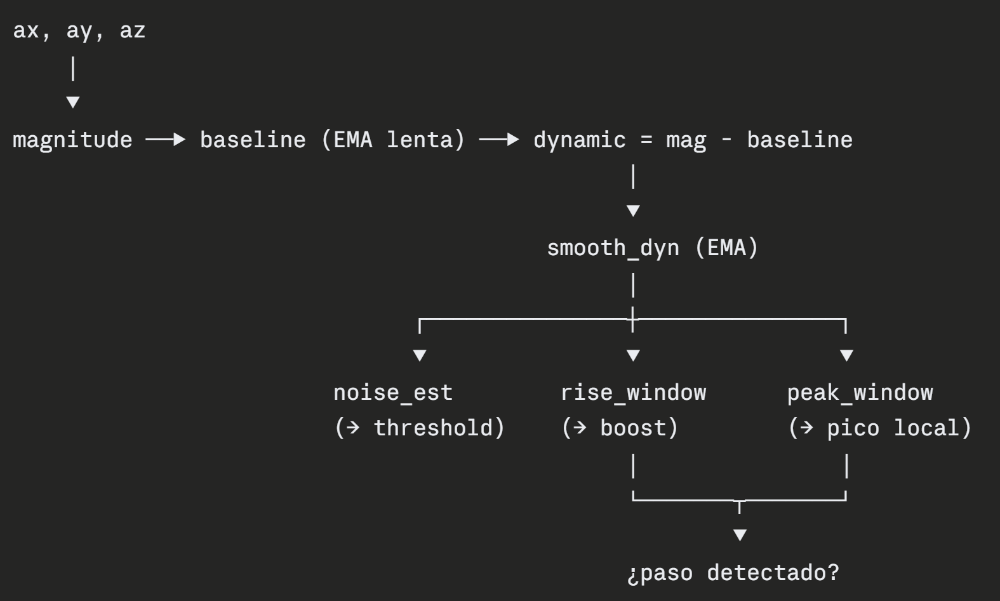 ax, ay, az
magnitude ──▶ baseline (EMA lenta) ──▶ dynamic = mag - baseline
smooth_dyn (EMA)
noise_est rise_window peak_window
(→ threshold) (→ boost) (→ pico local)
¿paso detectado?